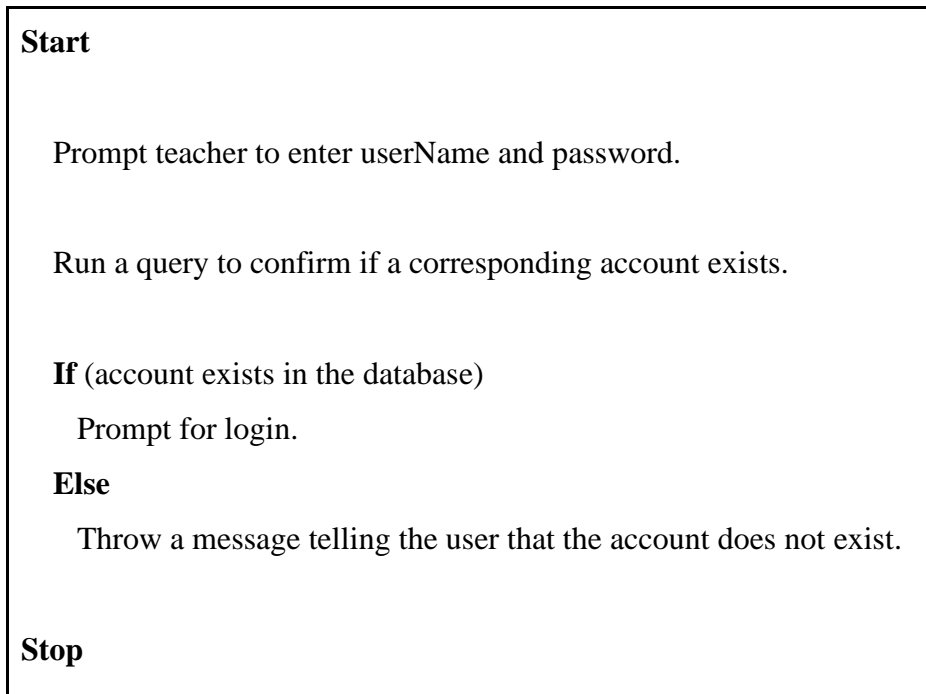 Start
Prompt teacher to enter userName and password.
Run a query to confirm if a corresponding account exists.
If (account exists in the database)
Prompt for login.
Else
Throw a message telling the user that the account does not exist.
Stop